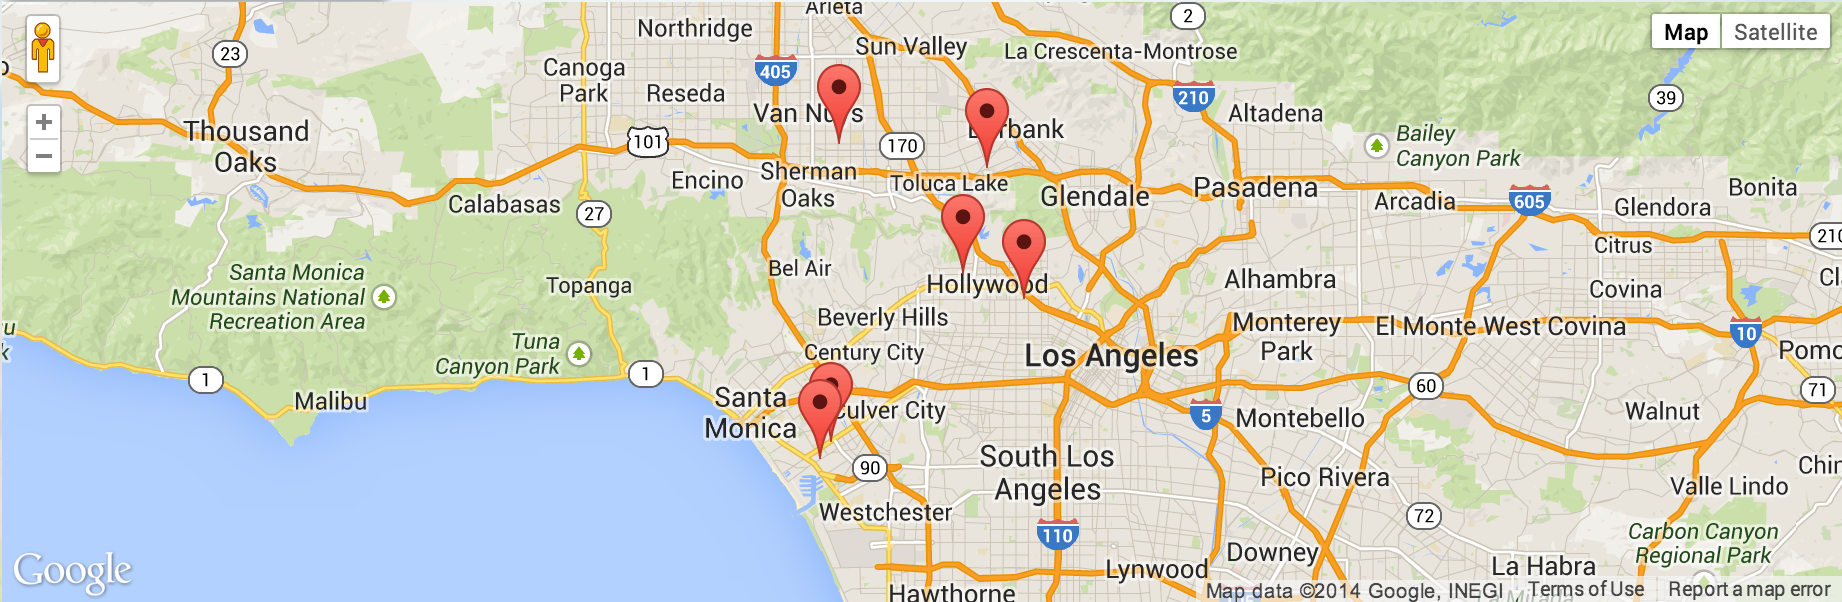 Arleta
2
Northridge
Map
Satellite
23
Sun Valley
La Crescenta-Montrose
Canoga
Park
405
Reseda
210
39
Van Nuys
Altadena
Thousand
Oaks
Burbank
101
170
Bailey
Canyon Park
Sherman
Oaks
Encino
Toluca Lake
Glendale
Pasadena
Bonita
Calabasas
27
Arcadia
605
Glendora
210
Citrus
Santa Monica
Mountains National
Recreation Area
Bel Air
Topanga
Hollywood
Alhambra
Covina
Cl
Beverly Hills
Monterey
Park
El Monte
West Covina
10
Tuna
Canyon Park
Century City
Los Angeles
Pomo
1
1
60
71
Malibu
Santa
Monica
Culver City
5
Montebello
Walnut
90
South Los
Angeles
Pico Rivera
Chin
Valle Lindo
Westchester
72
110
Carbon Canyon
Regional Park
Downey
Google
Lynwood
La Habra
Hawthorne
Map data ©2014 Google, INEGI
Terms of Use
Report a map error